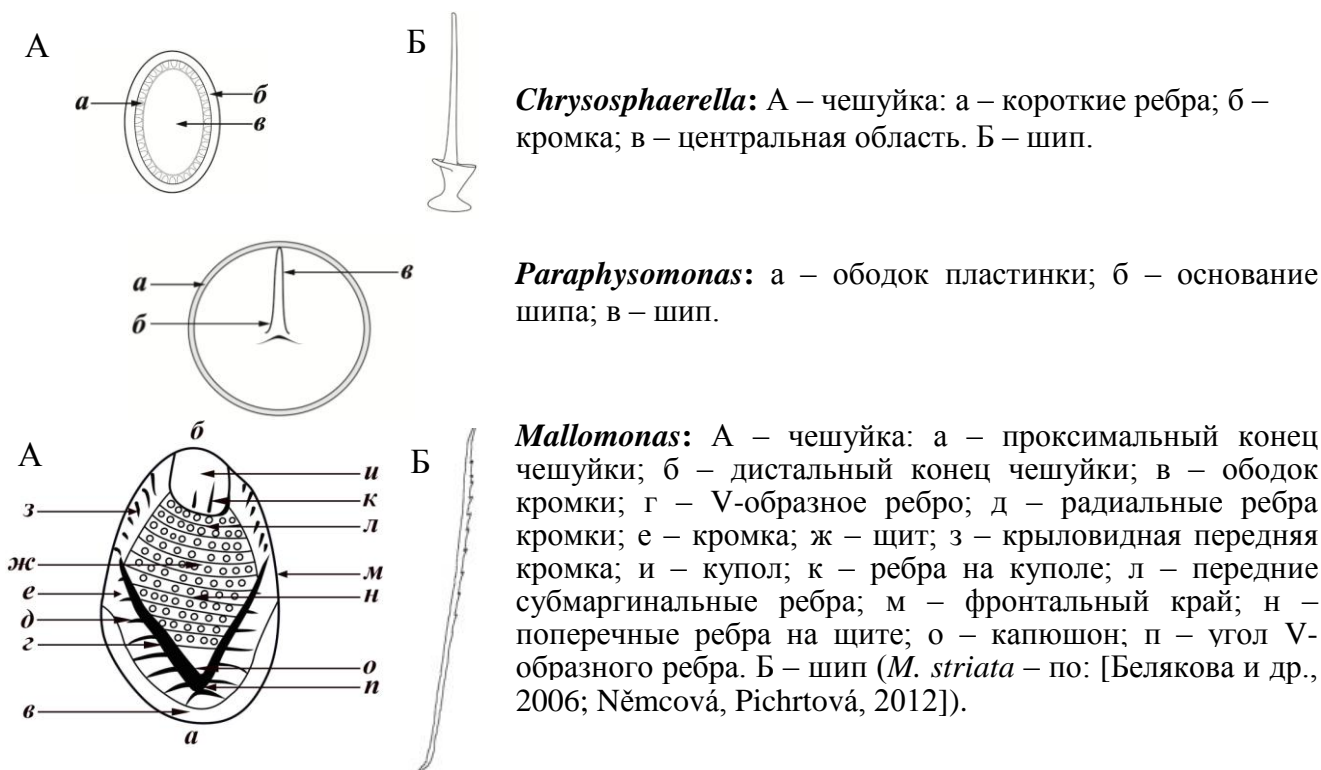 А
Б
а
б
в
Chrysosphaerella: А – чешуйка: а – короткие ребра; б –
кромка; в – центральная область. Б – шип.
а
б
в
Paraphysomonas: а – ободок пластинки; б – основание
шипа; в – шип.
А
Б
б
и
к
л
м
н
о
п
з
ж
е
д
г
в
а
Mallomonas: А – чешуйка: а – проксимальный конец
чешуйки; б – дистальный конец чешуйки; в – ободок
кромки; г – V-образное ребро; д – радиальные ребра
кромки; е – кромка; ж – щит; з – крыловидная передняя
кромка; и – купол; к – ребра на куполе; л – передние
субмаргинальные ребра; м – фронтальный край; н –
поперечные ребра на щите; о – капюшон; п – угол V-
образного ребра. Б – шип (M. striata – по: [Белякова и др.,
2006; Němcová, Pichrtová, 2012]).